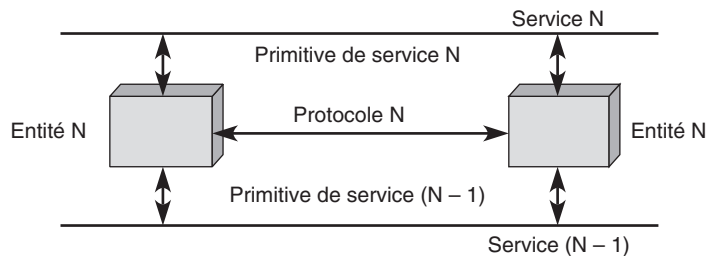 Service N
Primitive de service N
Protocole N
Entité N
Entité N
Primitive de service (N – 1)
Service (N – 1)